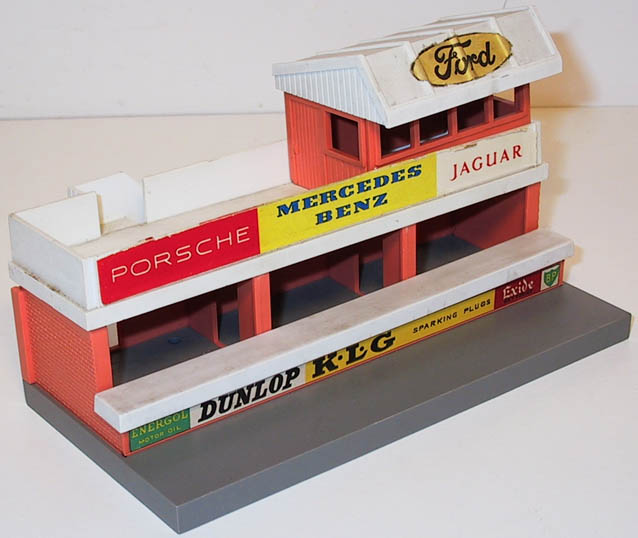 Ford
PORSCHE
MERCEDES
BENZ
JAGUAR
ENERGOL
MOTOR OIL
DUNLOP
K·L·G
SPARKING PLUGS
Exide
BP